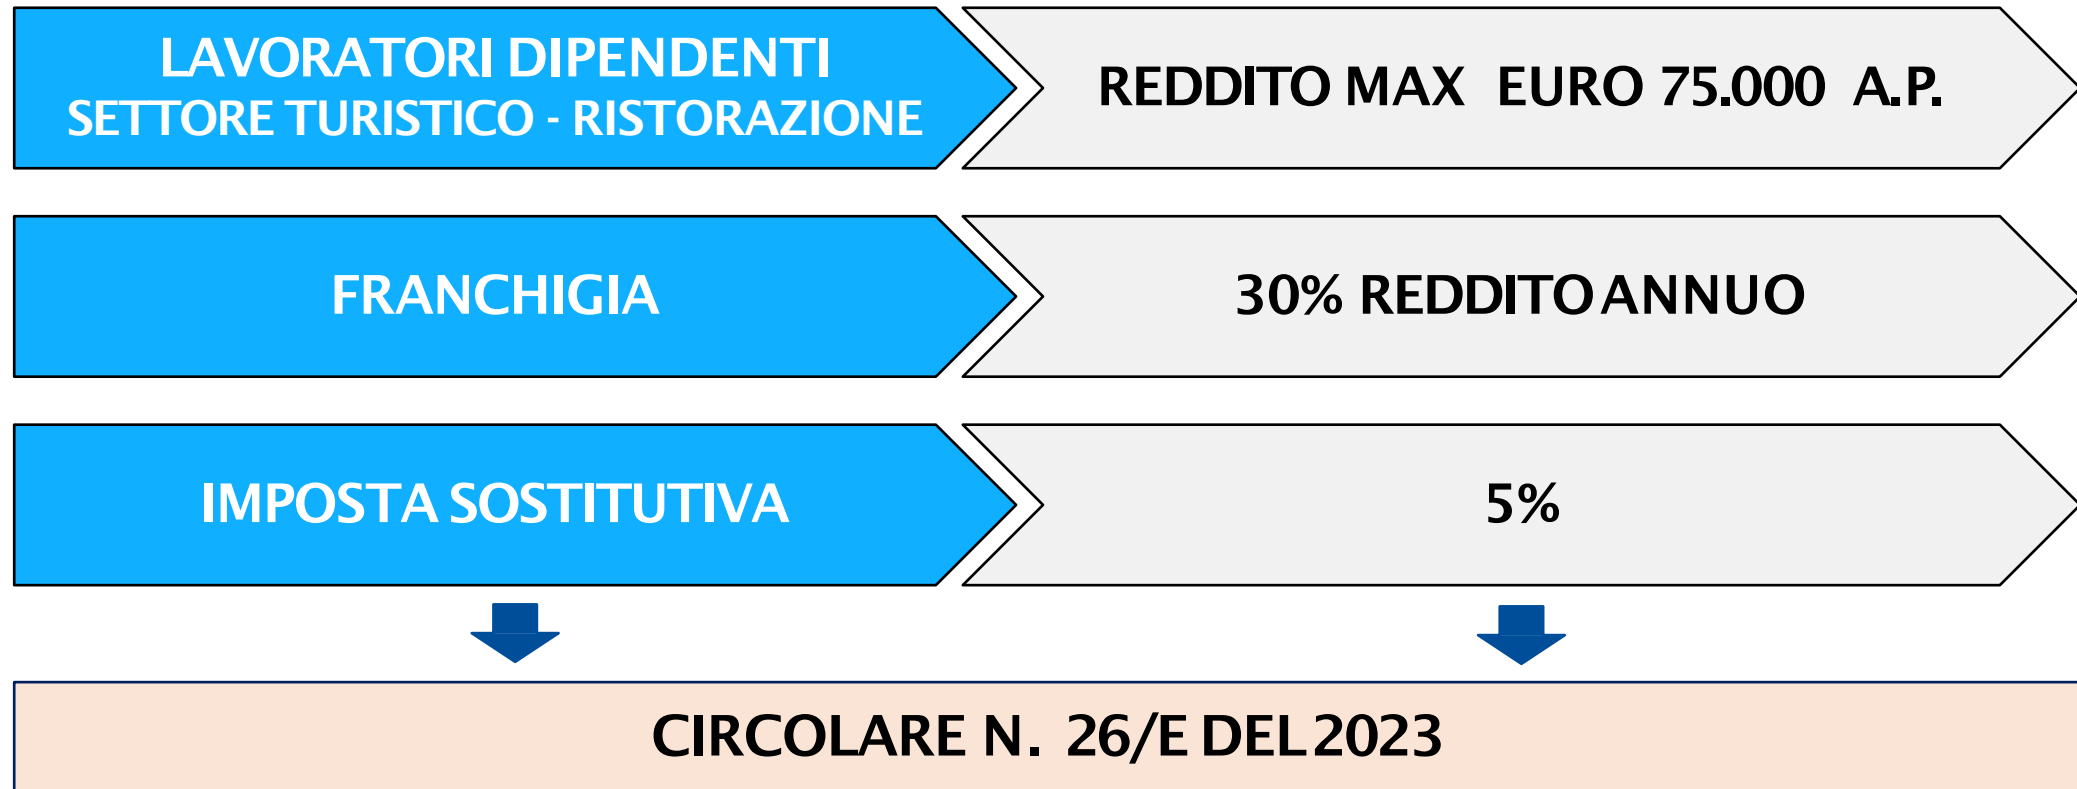 LAVORATORI DIPENDENTI
SETTORE TURISTICO - RISTORAZIONE
REDDITO MAX EURO 75.000 A.P.
FRANCHIGIA
30% REDDITO ANNUO
IMPOSTA SOSTITUTIVA
5%
CIRCOLARE N. 26/E DEL 2023